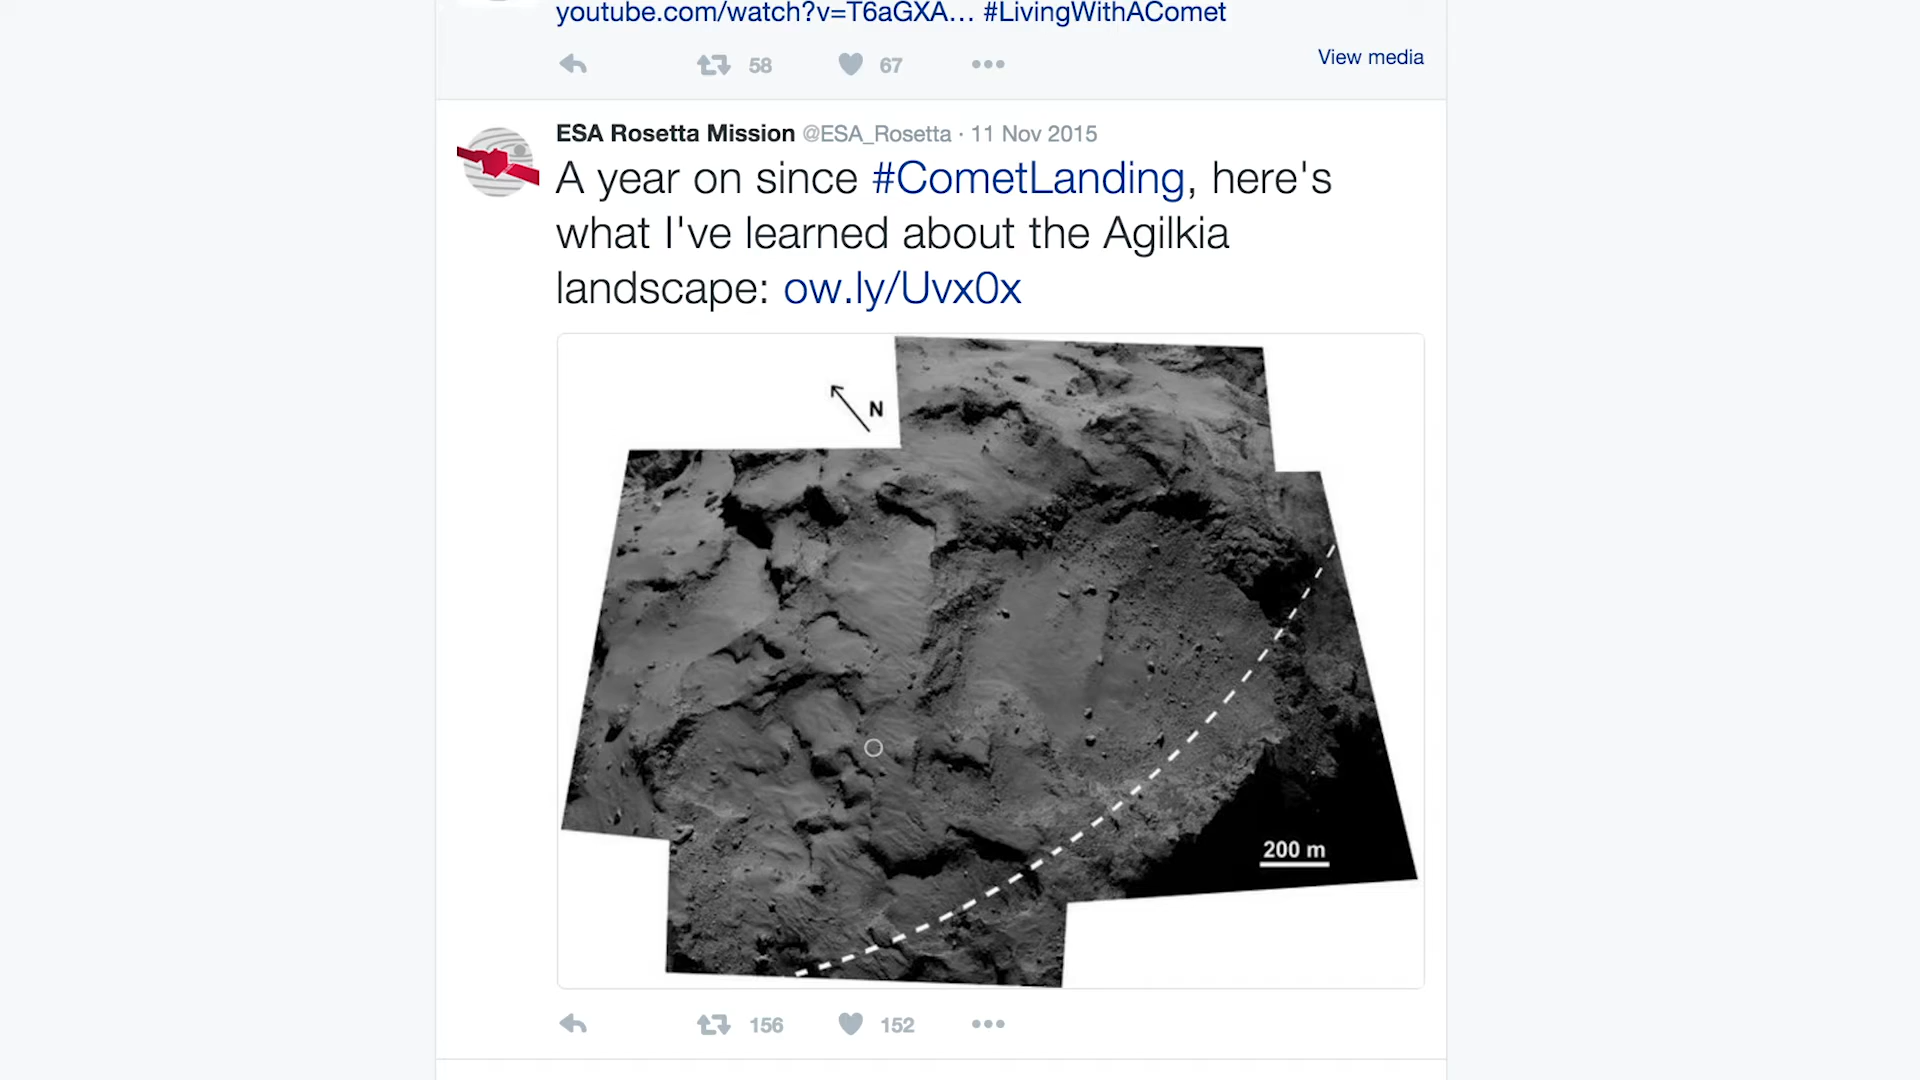 youtube.com/watch?v=T6aGXA… #LivingWithAComet
58 67
View media
ESA Rosetta Mission @ESA_Rosetta · 11 Nov 2015
A year on since #CometLanding, here's
what I've learned about the Agilkia
landscape: ow.ly/Uvx0x
N
200 m
156 152